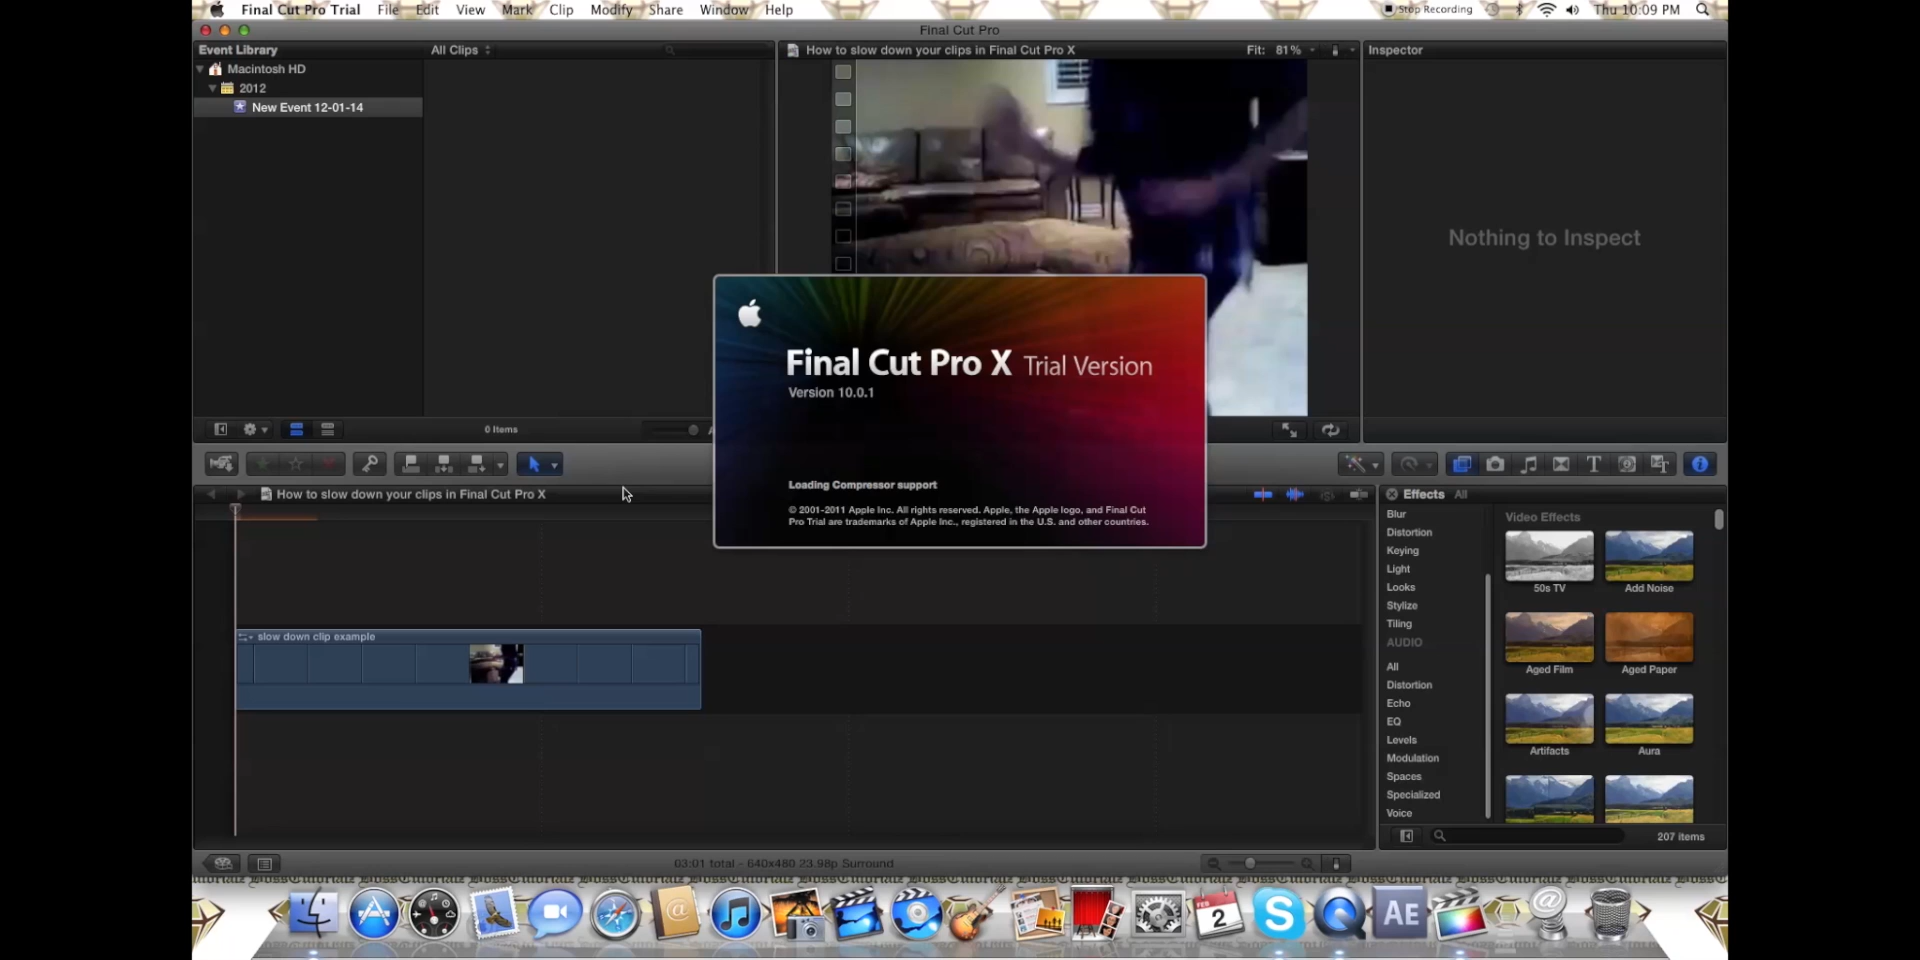 Final Cut Pro Trial File Edit View Mark Clip Modify Share Window Help Stop Recording Thu 10:09 PM
Final Cut Pro
Event Library All Clips How to slow down your clips in Final Cut Pro X Fit: 81% Inspector
Macintosh HD
2012
New Event 12-01-14
Nothing to Inspect
Final Cut Pro X Trial Version
Version 10.0.1
Loading Compressor support
© 2001-2011 Apple Inc. All rights reserved. Apple, the Apple logo, and Final Cut
Pro Trial are trademarks of Apple Inc., registered in the U.S. and other countries.
0 Items
How to slow down your clips in Final Cut Pro X
slow down clip example
Effects All
Blur
Distortion
Keying
Light
Looks
Stylize
Tiling
AUDIO
All
Distortion
Echo
EQ
Levels
Modulation
Spaces
Specialized
Voice
Video Effects
50s TV Add Noise
Aged Film Aged Paper
Artifacts Aura
207 items
03:01 total - 640x480 23.98p Surround
FEB
2
AE